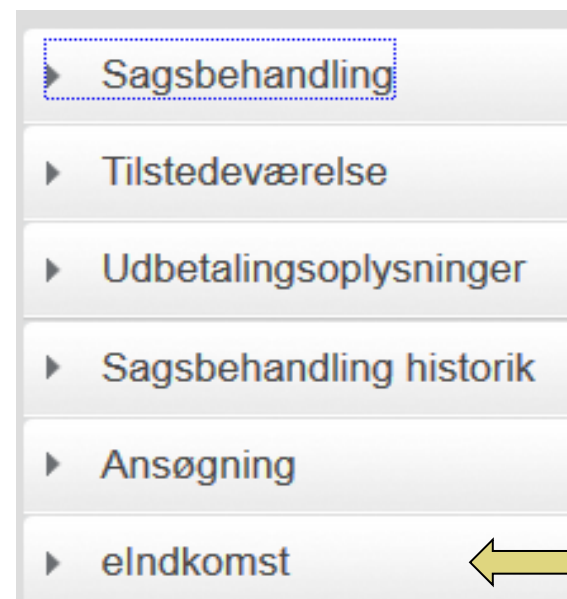 Sagsbehandling
Tilstedeværelse
Udbetalingsoplysninger
Sagsbehandling historik
Ansøgning
eIndkomst